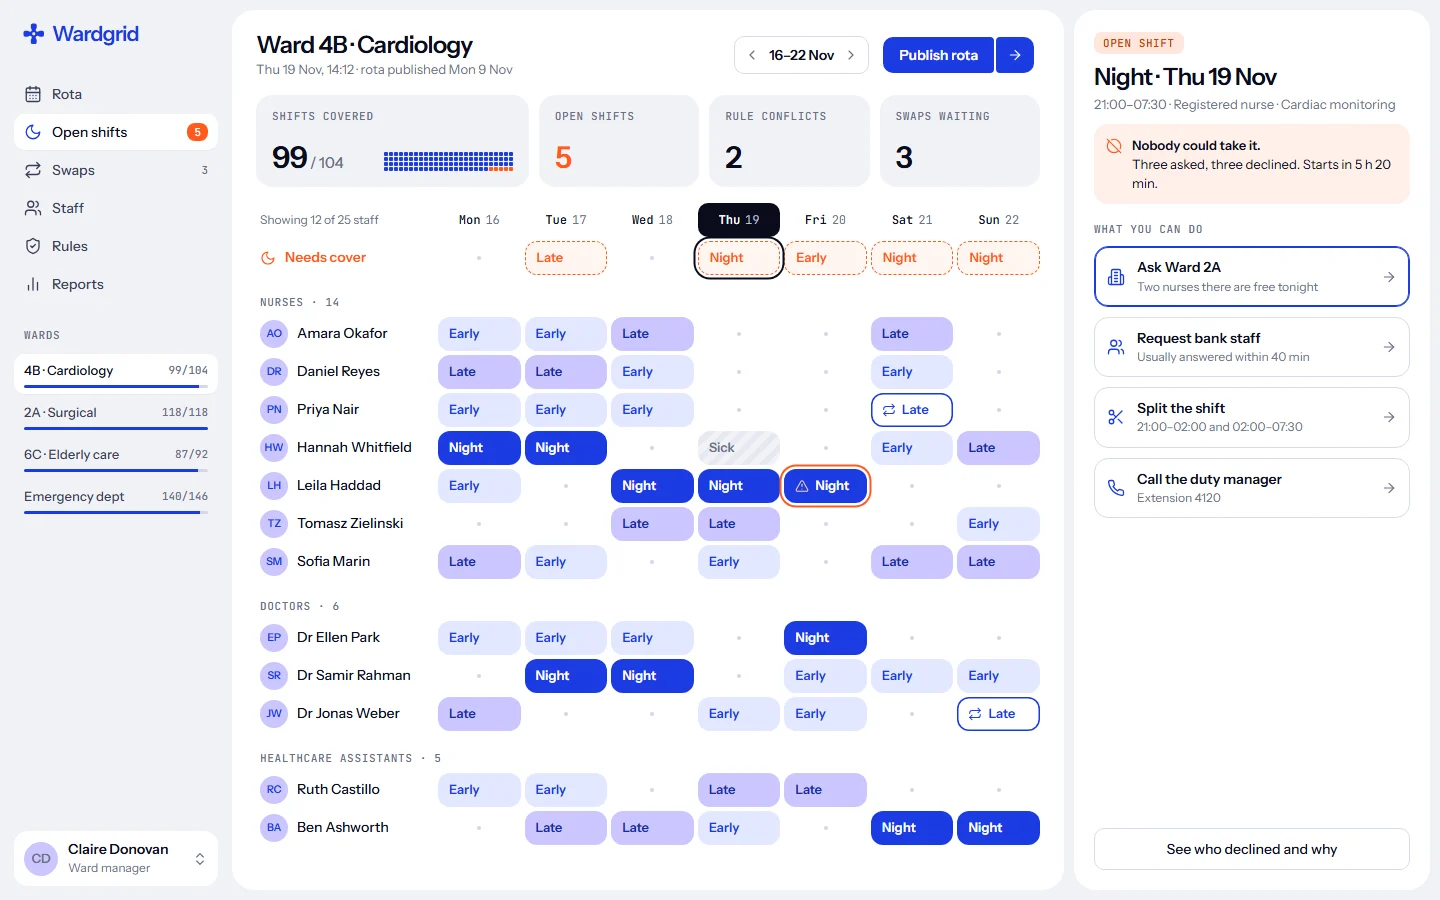 Wardgrid
Rota
Open shifts 5
Swaps 3
Staff
Rules
Reports
WARDS
4B · Cardiology 99/104
2A · Surgical 118/118
6C · Elderly care 87/92
Emergency dept 140/146
CD
Claire Donovan
Ward manager
Ward 4B · Cardiology
Thu 19 Nov, 14:12 · rota published Mon 9 Nov
16–22 Nov
Publish rota
SHIFTS COVERED
99 / 104
OPEN SHIFTS
5
RULE CONFLICTS
2
SWAPS WAITING
3
Showing 12 of 25 staff Mon 16 Tue 17 Wed 18 Thu 19 Fri 20 Sat 21 Sun 22
Needs cover Late Night Early Night Night
NURSES · 14
AO Amara Okafor Early Early Late Late
DR Daniel Reyes Late Late Early Early
PN Priya Nair Early Early Early Late
HW Hannah Whitfield Night Night Sick Early Late
LH Leila Haddad Early Night Night Night
TZ Tomasz Zielinski Late Late Early
SM Sofia Marin Late Early Early Late Late
DOCTORS · 6
EP Dr Ellen Park Early Early Early Night
SR Dr Samir Rahman Night Night Early Early Early
JW Dr Jonas Weber Late Early Early Late
HEALTHCARE ASSISTANTS · 5
RC Ruth Castillo Early Early Late Late
BA Ben Ashworth Late Late Early Night Night
OPEN SHIFT
Night · Thu 19 Nov
21:00–07:30 · Registered nurse · Cardiac monitoring
Nobody could take it.
Three asked, three declined. Starts in 5 h 20
min.
WHAT YOU CAN DO
Ask Ward 2A
Two nurses there are free tonight
Request bank staff
Usually answered within 40 min
Split the shift
21:00–02:00 and 02:00–07:30
Call the duty manager
Extension 4120
See who declined and why